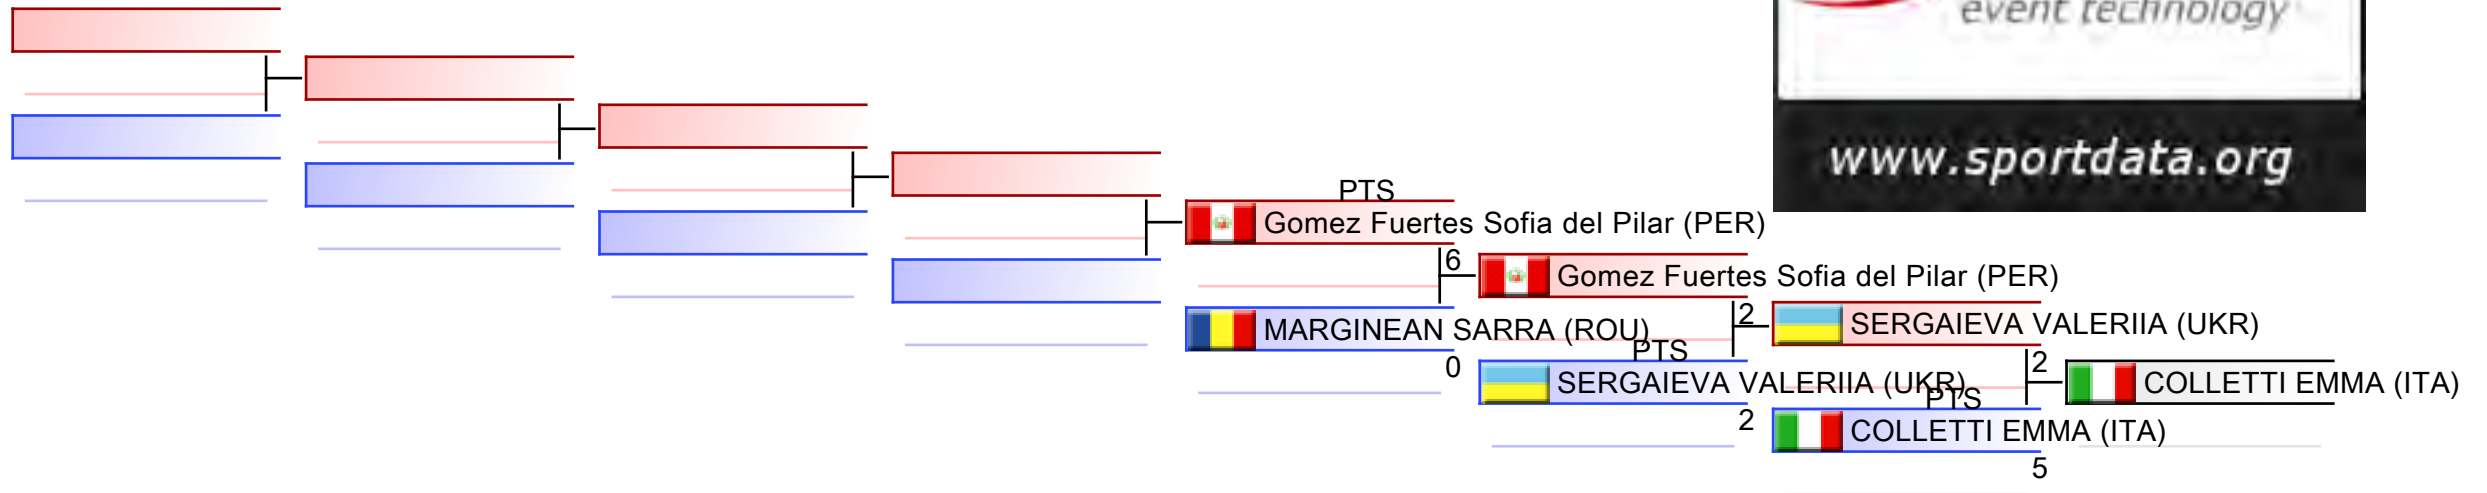 event technology
www.sportdata.org
PTS
Gomez Fuertes Sofia del Pilar (PER)
6
Gomez Fuertes Sofia del Pilar (PER)
MARGINEAN SARRA (ROU)
0
2
SERGAIEVA VALERIIA (UKR)
PTS
SERGAIEVA VALERIIA (UKR)
2
2
COLLETTI EMMA (ITA)
PTS
COLLETTI EMMA (ITA)
5